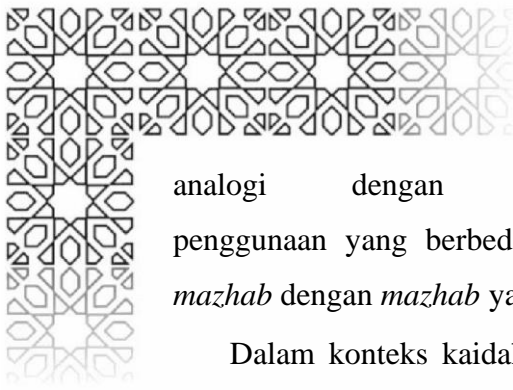 analogi dengan
penggunaan yang
mazhab dengan mazhab
Dalam konteks